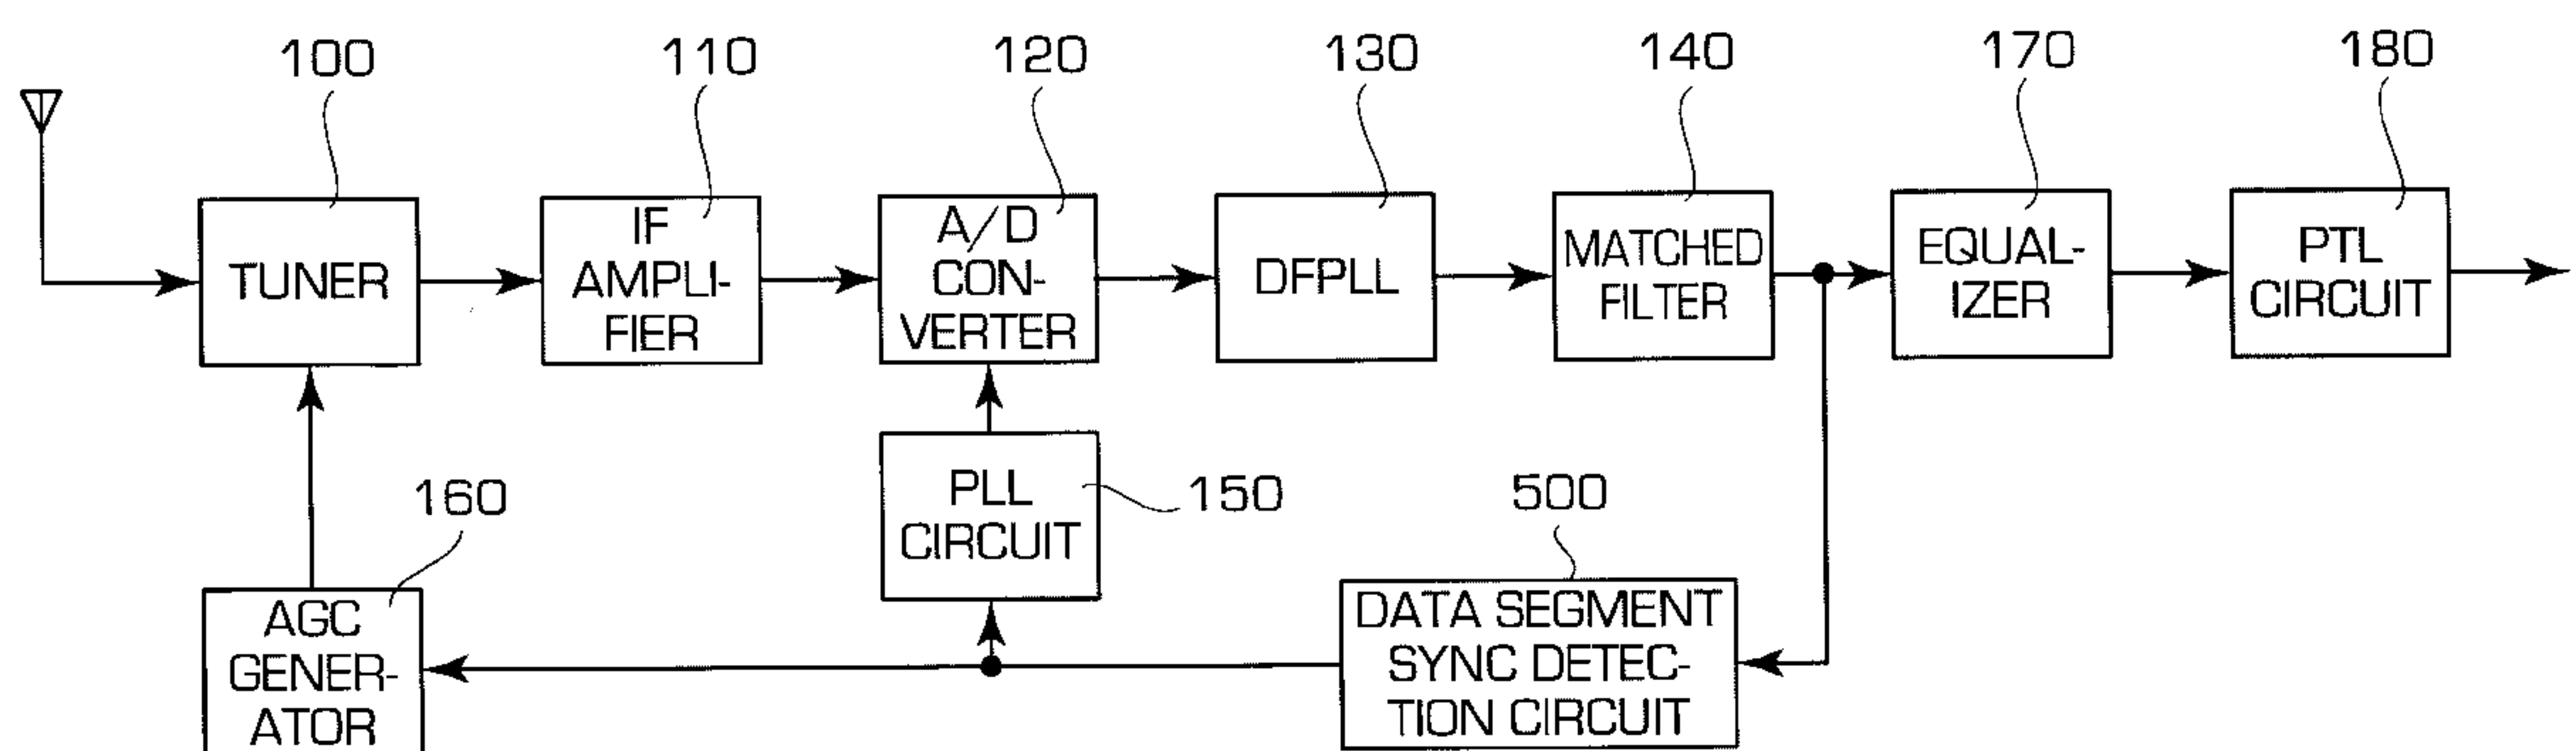 100
110
120
130
140
170
180
TUNER
IF
AMPLI-
FIER
A/D
CON-
VERTER
DFPLL
MATCHED
FILTER
EQUAL-
IZER
PTL
CIRCUIT
160
PLL
CIRCUIT
150
500
AGC
GENER-
ATOR
DATA SEGMENT
SYNC DETEC-
TION CIRCUIT